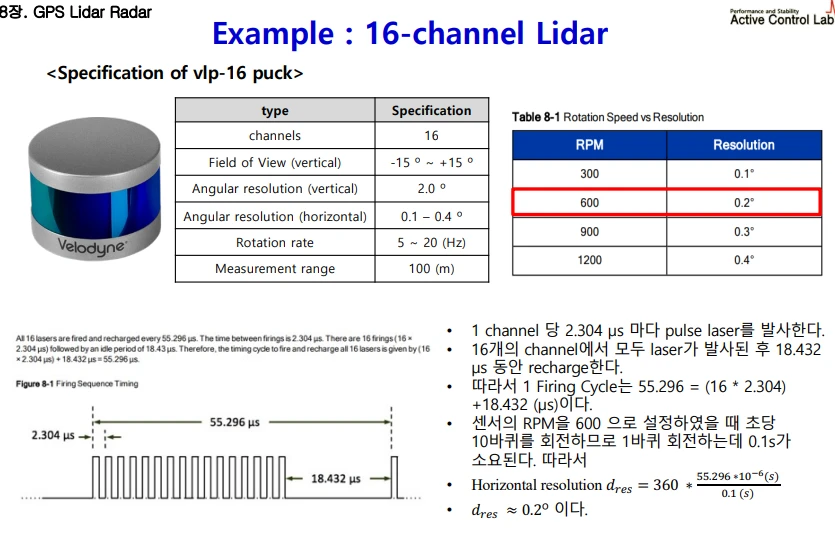 8장. GPS Lidar Radar
Performance and Stability
Active Control Lab
Example : 16-channel Lidar
<Specification of vlp-16 puck>
type Specification
channels 16
Field of View (vertical) -15 º ~ +15 º
Angular resolution (vertical) 2.0 º
Angular resolution (horizontal) 0.1 – 0.4 º
Rotation rate 5 ~ 20 (Hz)
Measurement range 100 (m)
Velodyne
Table 8-1 Rotation Speed vs Resolution
RPM Resolution
300 0.1°
600 0.2°
900 0.3°
1200 0.4°
All 16 lasers are fired and recharged every 55.296 µs. The time between firings is 2.304 µs. There are 16 firings (16 ×
2.304 µs) followed by an idle period of 18.43 µs. Therefore, the timing cycle to fire and recharge all 16 lasers is given by (16
× 2.304 µs) + 18.432 µs = 55.296 µs.
Figure 8-1 Firing Sequence Timing
55.296 µs
2.304 µs
18.432 µs
• 1 channel 당 2.304 µs 마다 pulse laser를 발사한다.
• 16개의 channel에서 모두 laser가 발사된 후 18.432
µs 동안 recharge한다.
• 따라서 1 Firing Cycle는 55.296 = (16 * 2.304)
+18.432 (µs)이다.
• 센서의 RPM을 600 으로 설정하였을 때 초당
10바퀴를 회전하므로 1바퀴 회전하는데 0.1s가
소요된다. 따라서
• Horizontal resolution d_res = 360 * 55.296 *10^−6(s) / 0.1 (s)
• d_res ≈ 0.2º 이다.